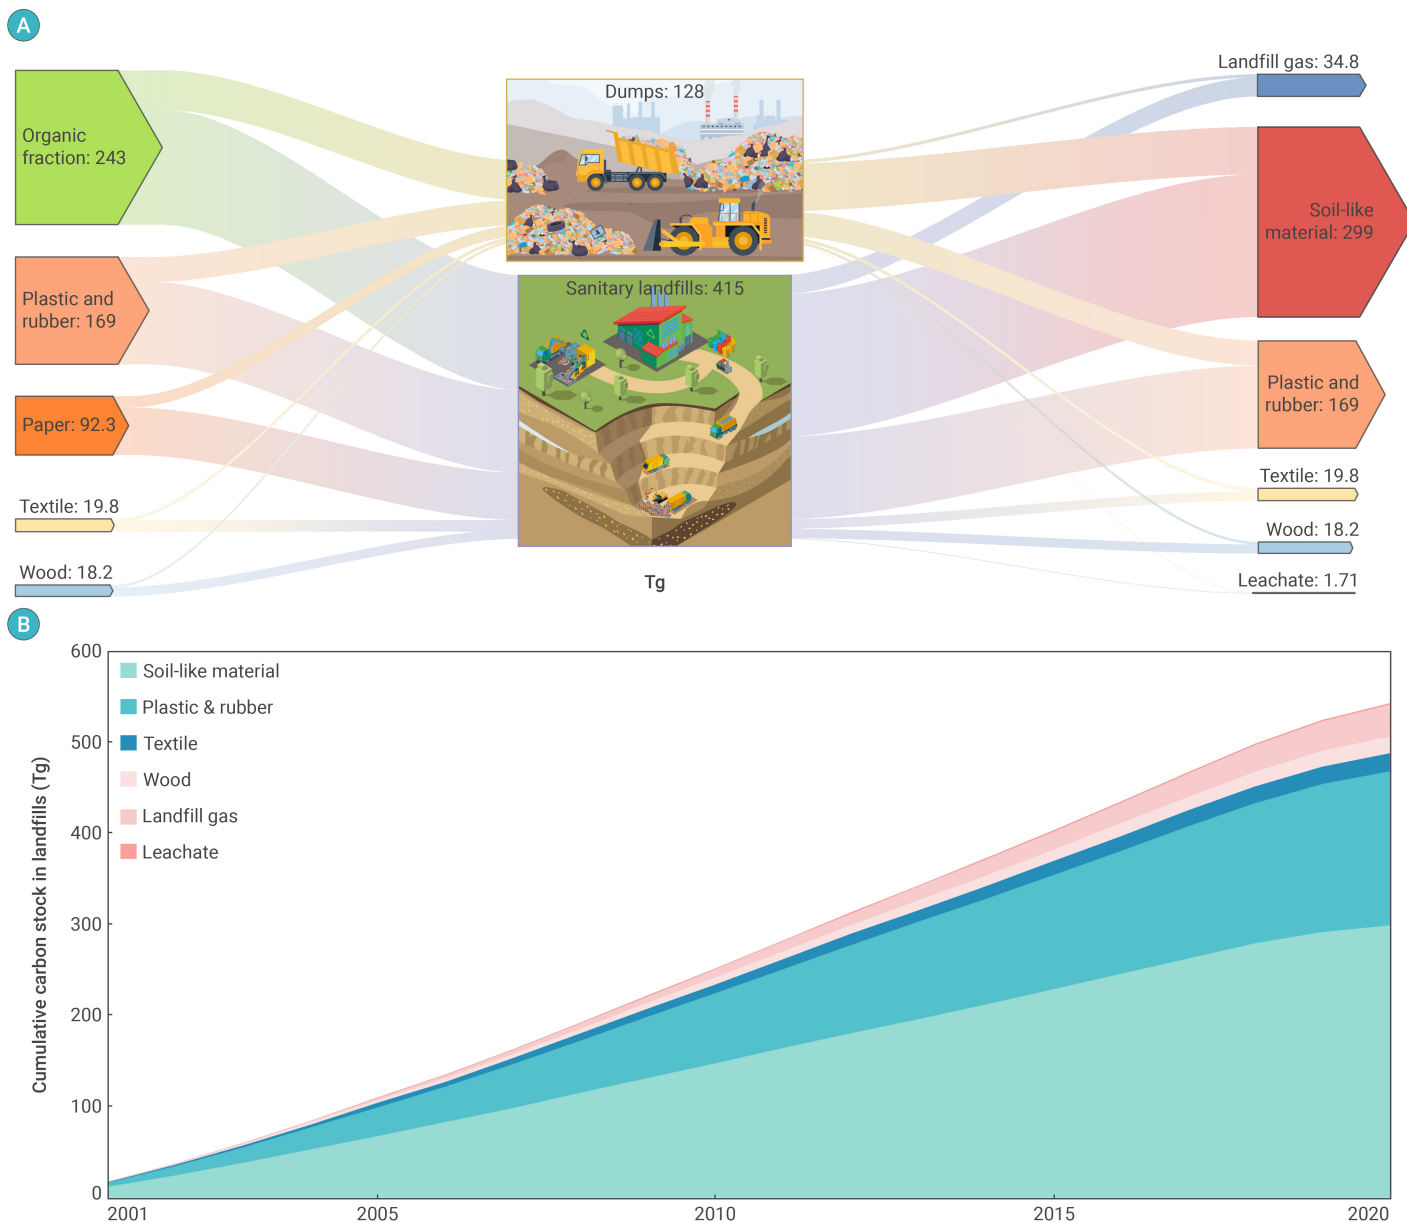 A
Organic
fraction: 243
Plastic and
rubber: 169
Paper: 92.3
Textile: 19.8
Wood: 18.2
Dumps: 128
Sanitary landfills: 415
Tg
Landfill gas: 34.8
Soil-like
material: 299
Plastic and
rubber: 169
Textile: 19.8
Wood: 18.2
Leachate: 1.71
B
Cumulative carbon stock in landfills (Tg)
600
500
400
300
200
100
0
Soil-like material
Plastic & rubber
Textile
Wood
Landfill gas
Leachate
2001
2005
2010
2015
2020